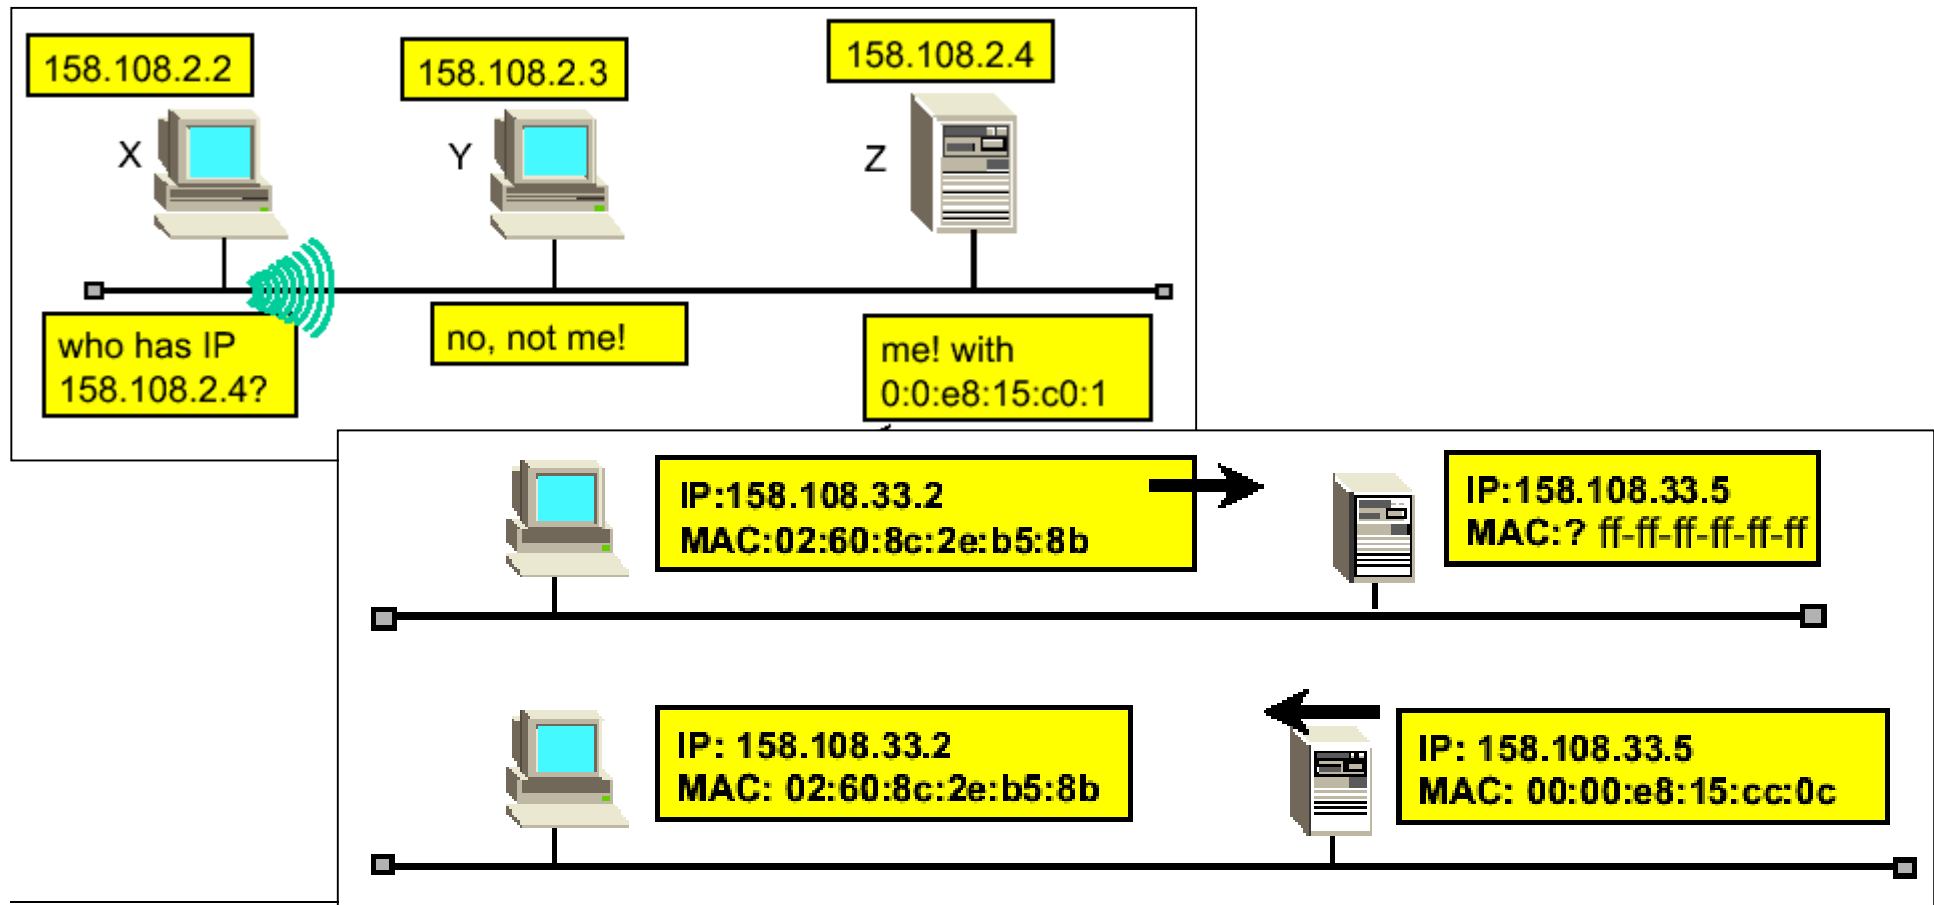 158.108.2.2
158.108.2.3
158.108.2.4
X
Y
Z
who has IP
158.108.2.4?
no, not me!
me! with
0:0:e8:15:c0:1
IP:158.108.33.2
MAC:02:60:8c:2e:b5:8b
IP:158.108.33.5
MAC:? ff-ff-ff-ff-ff-ff
IP: 158.108.33.2
MAC: 02:60:8c:2e:b5:8b
IP: 158.108.33.5
MAC: 00:00:e8:15:cc:0c